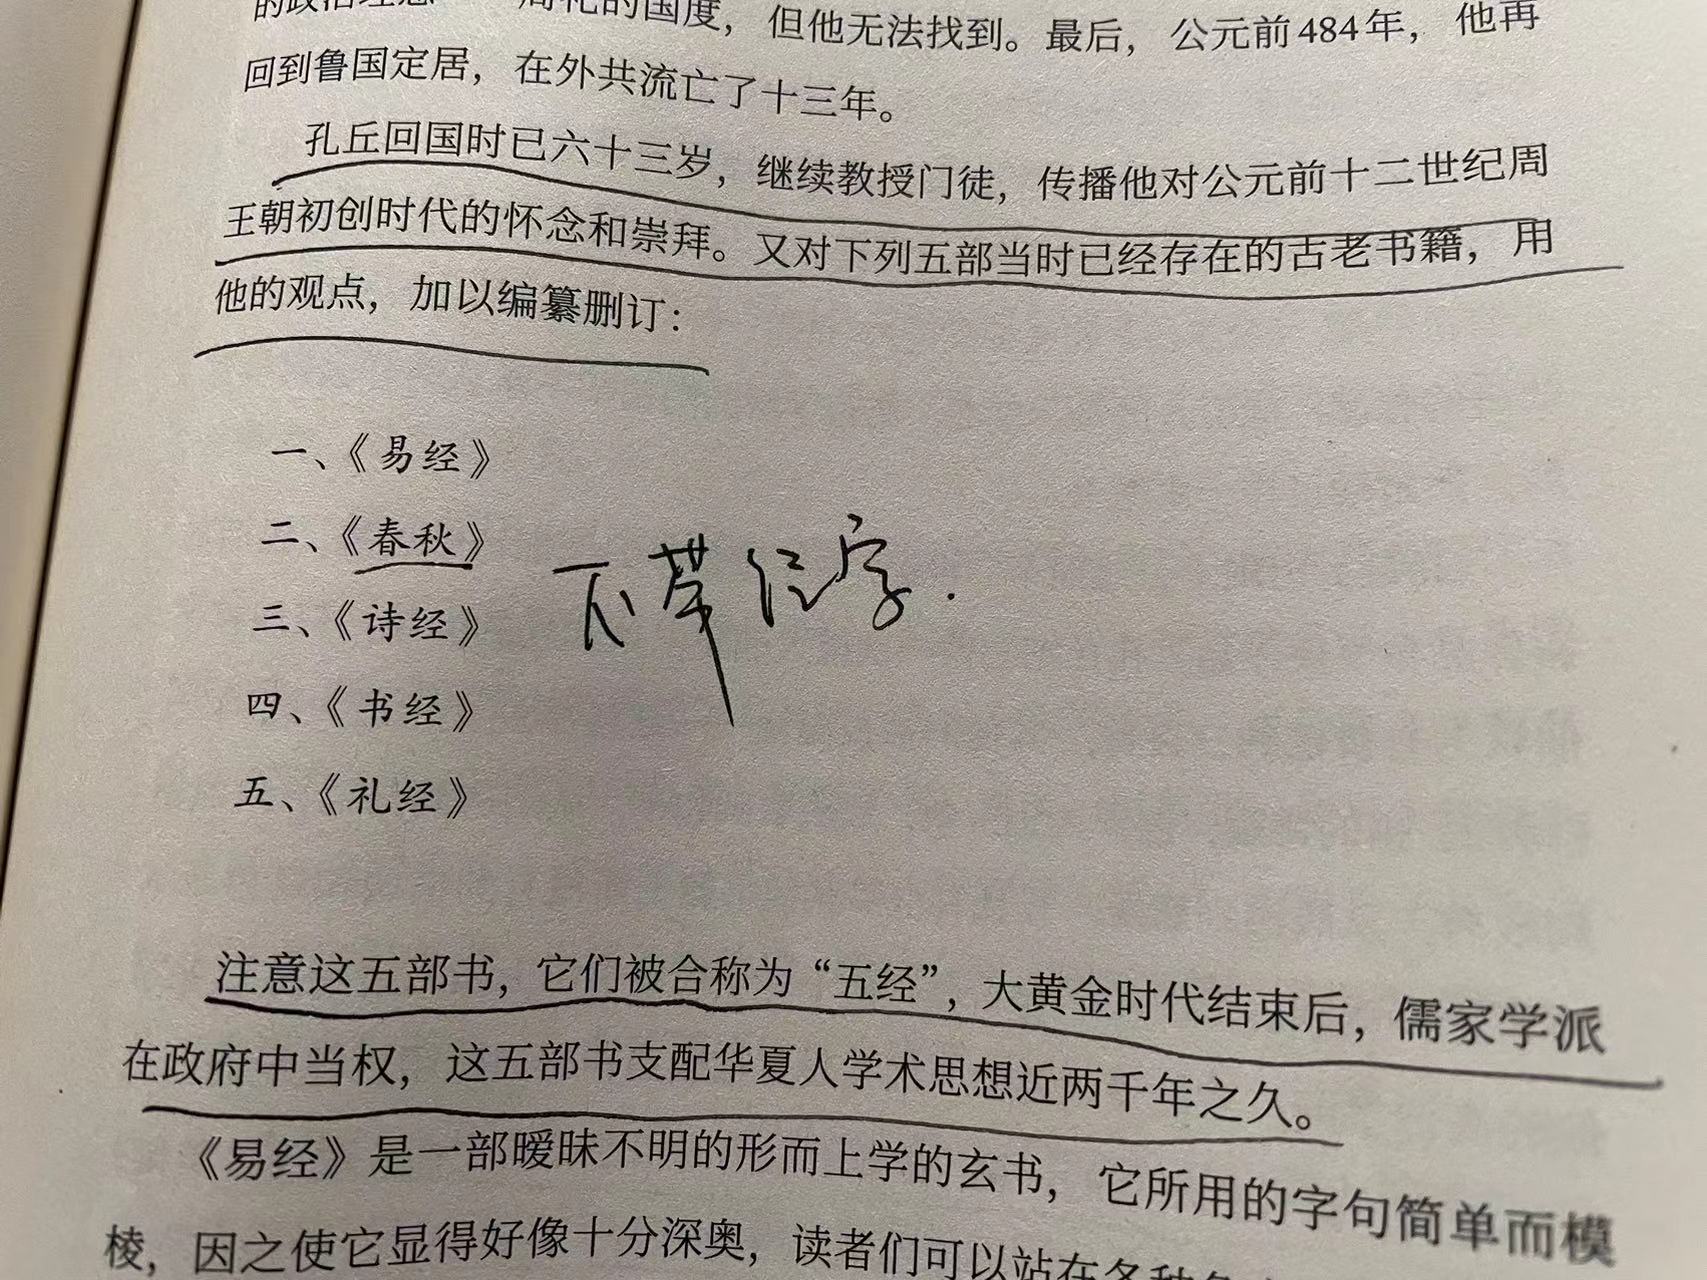 的政治理念 周礼的国度，但他无法找到。最后，公元前484年，他再
回到鲁国定居，在外共流亡了十三年。
孔丘回国时已六十三岁，继续教授门徒，传播他对公元前十二世纪周
王朝初创时代的怀念和崇拜。又对下列五部当时已经存在的古老书籍，用
他的观点，加以编纂删订：
一、《易经》
二、《春秋》
不带经字.
三、《诗经》
四、《书经》
五、《礼经》
注意这五部书，它们被合称为“五经”，大黄金时代结束后，儒家学派
在政府中当权，这五部书支配华夏人学术思想近两千年之久。
《易经》是一部暧昧不明的形而上学的玄书，它所用的字句简单而模
棱，因之使它显得好像十分深奥，读者们可以站在各种